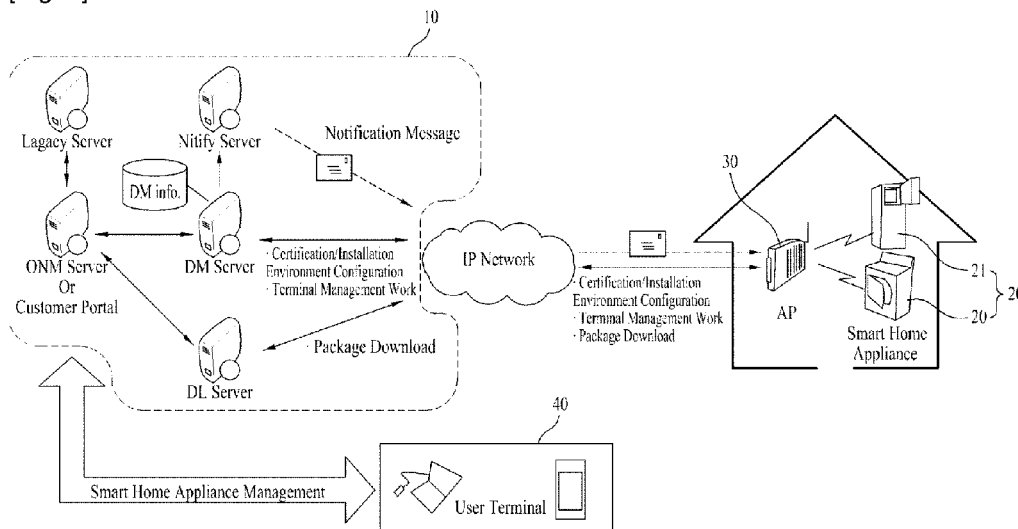 10
Lagacy Server
Nitify Server
Notification Message
DM info.
ONM Server
Or
Customer Portal
DM Server
· Certification/Installation
Environment Configuration
· Terminal Management Work
· Package Download
DL Server
IP Network
· Certification/Installation
Environment Configuration
· Terminal Management Work
· Package Download
30
AP
21
20
20
Smart Home
Appliance
40
Smart Home Appliance Management
User Terminal